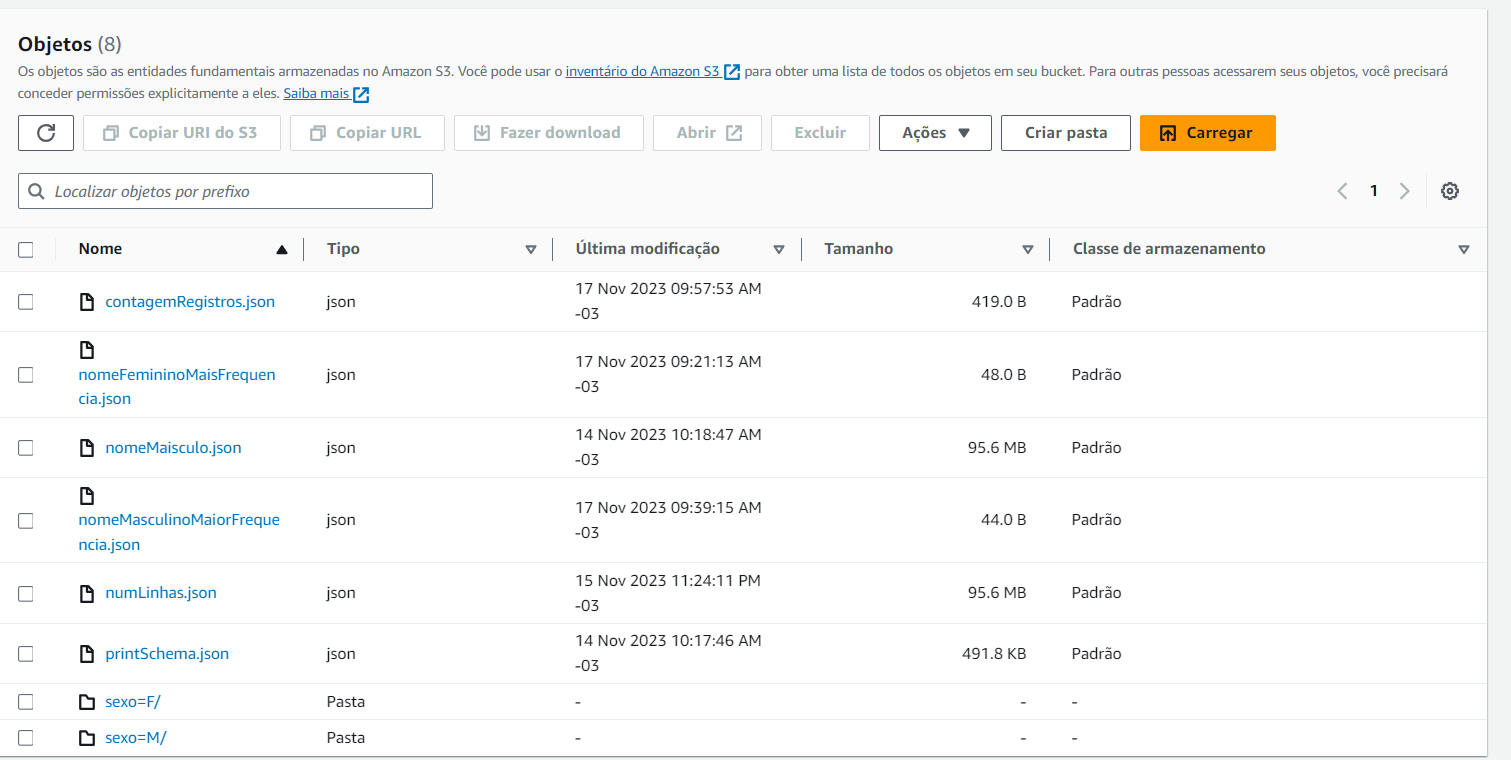 Objetos (8)
Os objetos são as entidades fundamentais armazenadas no Amazon S3. Você pode usar o inventário do Amazon S3 para obter uma lista de todos os objetos em seu bucket. Para outras pessoas acessarem seus objetos, você precisará
conceder permissões explicitamente a eles. Saiba mais
Copiar URI do S3 Copiar URL Fazer download Abrir Excluir Ações Criar pasta Carregar
Localizar objetos por prefixo 1
Nome Tipo Última modificação Tamanho Classe de armazenamento
17 Nov 2023 09:57:53 AM
contagemRegistros.json json 419.0 B Padrão
-03
17 Nov 2023 09:21:13 AM
nomeFemininoMaisFrequen json 48.0 B Padrão
-03
cia.json
14 Nov 2023 10:18:47 AM
nomeMaisculo.json json 95.6 MB Padrão
-03
17 Nov 2023 09:39:15 AM
nomeMasculinoMaiorFreque json 44.0 B Padrão
-03
ncia.json
15 Nov 2023 11:24:11 PM
numLinhas.json json 95.6 MB Padrão
-03
14 Nov 2023 10:17:46 AM
printSchema.json json 491.8 KB Padrão
-03
sexo=F/ Pasta - - -
sexo=M/ Pasta - - -